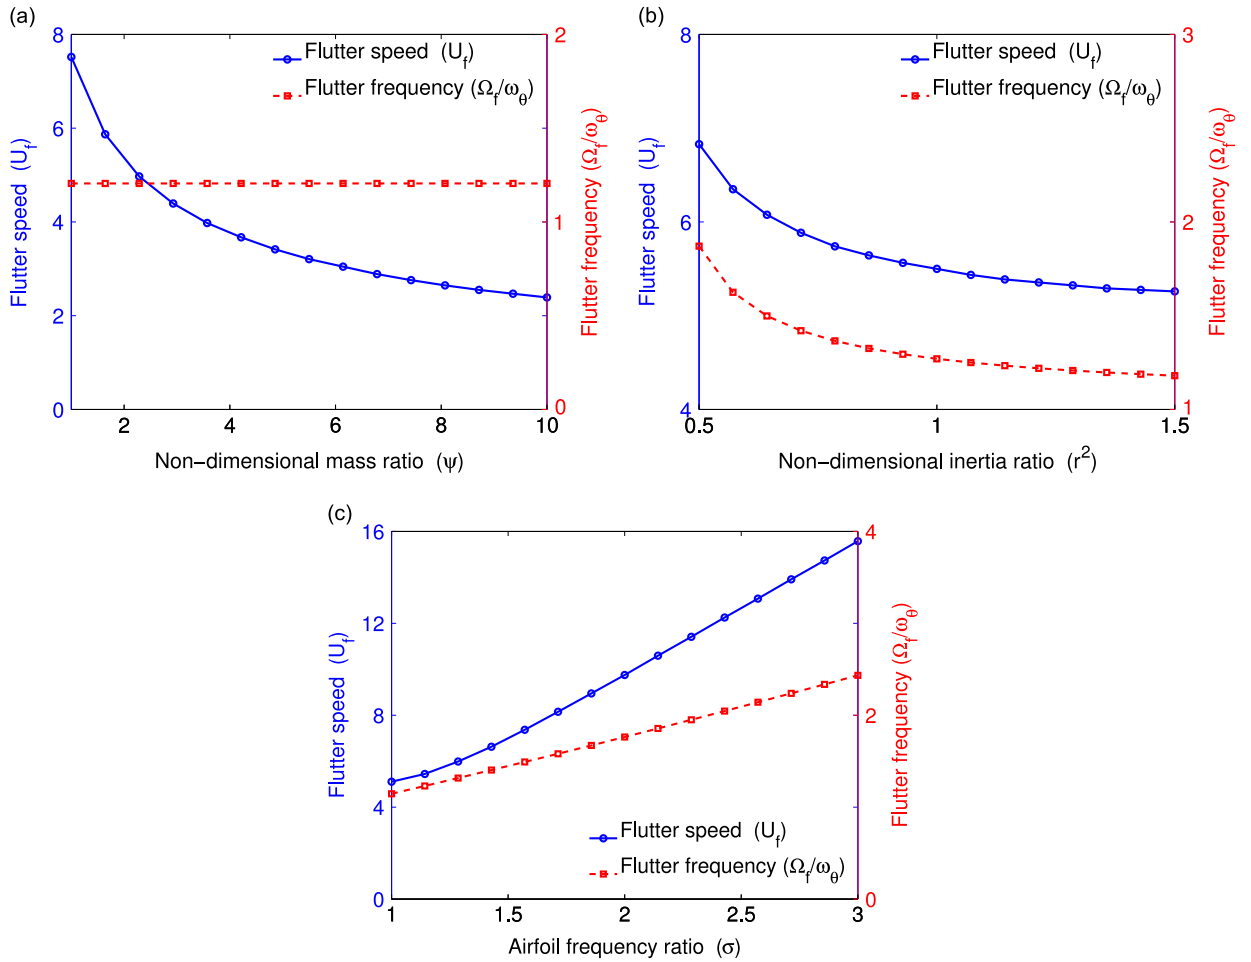 (a)
8
6
4
2
0
2
4
6
8
10
2
1
0
Flutter speed (U_f)
Flutter frequency (Ω_f/ω_θ)
Flutter speed (U_f)
Flutter frequency (Ω_f/ω_θ)
Non-dimensional mass ratio (ψ)
(b)
8
6
4
0.5
1
1.5
3
2
1
Flutter speed (U_f)
Flutter frequency (Ω_f/ω_θ)
Flutter speed (U_f)
Flutter frequency (Ω_f/ω_θ)
Non-dimensional inertia ratio (r²)
(c)
16
12
8
4
0
1
1.5
2
2.5
3
4
2
0
Flutter speed (U_f)
Flutter frequency (Ω_f/ω_θ)
Flutter speed (U_f)
Flutter frequency (Ω_f/ω_θ)
Airfoil frequency ratio (σ)